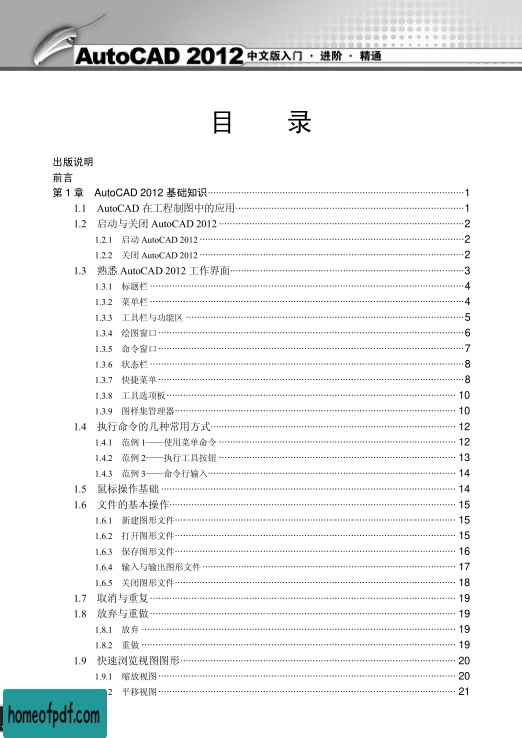 AutoCAD 2012 中文版入门 · 进阶 · 精通
目 录
出版说明
前言
第 1 章 AutoCAD 2012 基础知识 1
1.1 AutoCAD 在工程制图中的应用 1
1.2 启动与关闭 AutoCAD 2012 2
1.2.1 启动 AutoCAD 2012 2
1.2.2 关闭 AutoCAD 2012 2
1.3 熟悉 AutoCAD 2012 工作界面 3
1.3.1 标题栏 4
1.3.2 菜单栏 4
1.3.3 工具栏与功能区 5
1.3.4 绘图窗口 6
1.3.5 命令窗口 7
1.3.6 状态栏 8
1.3.7 快捷菜单 8
1.3.8 工具选项板 10
1.3.9 图样集管理器 10
1.4 执行命令的几种常用方式 12
1.4.1 范例 1——使用菜单命令 12
1.4.2 范例 2——执行工具按钮 13
1.4.3 范例 3——命令行输入 14
1.5 鼠标操作基础 14
1.6 文件的基本操作 15
1.6.1 新建图形文件 15
1.6.2 打开图形文件 15
1.6.3 保存图形文件 16
1.6.4 输入与输出图形文件 17
1.6.5 关闭图形文件 18
1.7 取消与重复 19
1.8 放弃与重做 19
1.8.1 放弃 19
1.8.2 重做 19
1.9 快速浏览视图图形 20
1.9.1 缩放视图 20
2 平移视图 21
homeofpdf.com